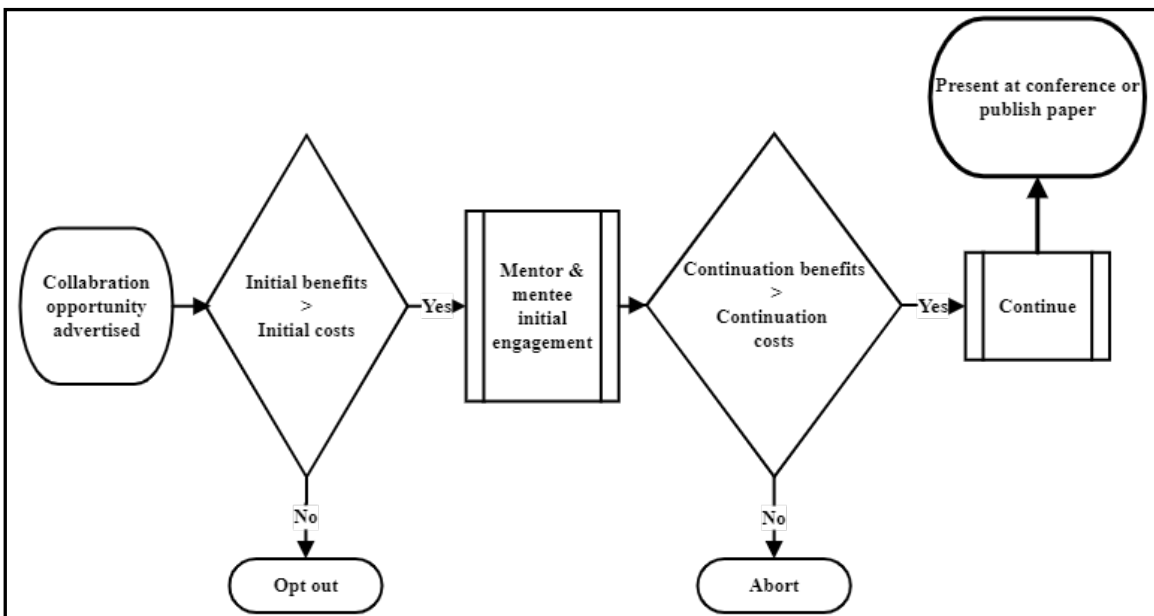 Collabration
opportunity
advertised
Initial benefits
>
Initial costs
Yes
No
Opt out
Mentor &
mentee
initial
engagement
Continuation benefits
>
Continuation
costs
Yes
No
Abort
Continue
Present at conference or
publish paper